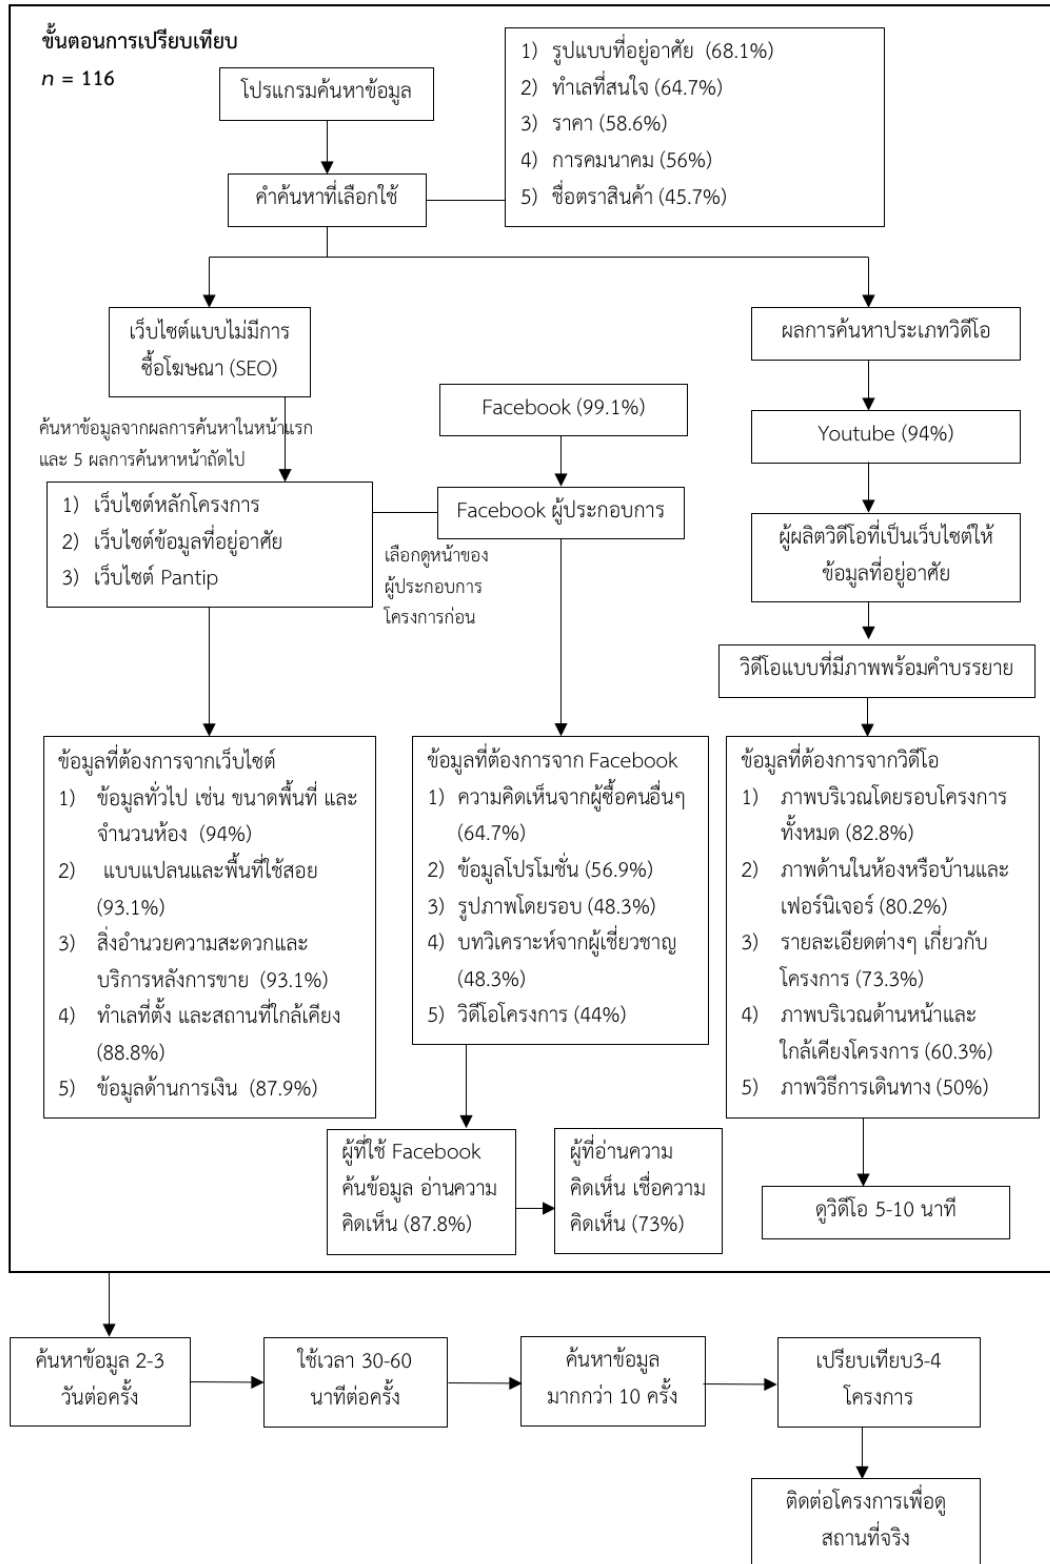 ขั้นตอนการเปรียบเทียบ
n = 116
โปรแกรมค้นหาข้อมูล
คำค้นหาที่เลือกใช้
1) รูปแบบที่อยู่อาศัย (68.1%)
2) ทำเลที่สนใจ (64.7%)
3) ราคา (58.6%)
4) การคมนาคม (56%)
5) ชื่อตราสินค้า (45.7%)
เว็บไซต์แบบไม่มีการ
ซื้อโฆษณา (SEO)
ค้นหาข้อมูลจากผลการค้นหาในหน้าแรก
และ 5 ผลการค้นหาหน้าถัดไป
1) เว็บไซต์หลักโครงการ
2) เว็บไซต์ข้อมูลที่อยู่อาศัย
3) เว็บไซต์ Pantip
Facebook (99.1%)
Facebook ผู้ประกอบการ
เลือกดูหน้าของ
ผู้ประกอบการ
โครงการก่อน
ผลการค้นหาประเภทวิดีโอ
Youtube (94%)
ผู้ผลิตวิดีโอที่เป็นเว็บไซต์ให้
ข้อมูลที่อยู่อาศัย
วิดีโอแบบที่มีภาพพร้อมคำบรรยาย
ข้อมูลที่ต้องการจากเว็บไซต์
1) ข้อมูลทั่วไป เช่น ขนาดพื้นที่ และ
จำนวนห้อง (94%)
2) แบบแปลนและพื้นที่ใช้สอย
(93.1%)
3) สิ่งอำนวยความสะดวกและ
บริการหลังการขาย (93.1%)
4) ทำเลที่ตั้ง และสถานที่ใกล้เคียง
(88.8%)
5) ข้อมูลด้านการเงิน (87.9%)
ข้อมูลที่ต้องการจาก Facebook
1) ความคิดเห็นจากผู้ซื้อคนอื่นๆ
(64.7%)
2) ข้อมูลโปรโมชั่น (56.9%)
3) รูปภาพโดยรอบ (48.3%)
4) บทวิเคราะห์จากผู้เชี่ยวชาญ
(48.3%)
5) วิดีโอโครงการ (44%)
ข้อมูลที่ต้องการจากวิดีโอ
1) ภาพบริเวณโดยรอบโครงการ
ทั้งหมด (82.8%)
2) ภาพด้านในห้องหรือบ้านและ
เฟอร์นิเจอร์ (80.2%)
3) รายละเอียดต่างๆ เกี่ยวกับ
โครงการ (73.3%)
4) ภาพบริเวณด้านหน้าและ
ใกล้เคียงโครงการ (60.3%)
5) ภาพวิธีการเดินทาง (50%)
ผู้ที่ใช้ Facebook
ค้นข้อมูล อ่านความ
คิดเห็น (87.8%)
ผู้ที่อ่านความ
คิดเห็น เชื่อความ
คิดเห็น (73%)
ดูวิดีโอ 5-10 นาที
ค้นหาข้อมูล 2-3
วันต่อครั้ง
ใช้เวลา 30-60
นาทีต่อครั้ง
ค้นหาข้อมูล
มากกว่า 10 ครั้ง
เปรียบเทียบ3-4
โครงการ
ติดต่อโครงการเพื่อดู
สถานที่จริง